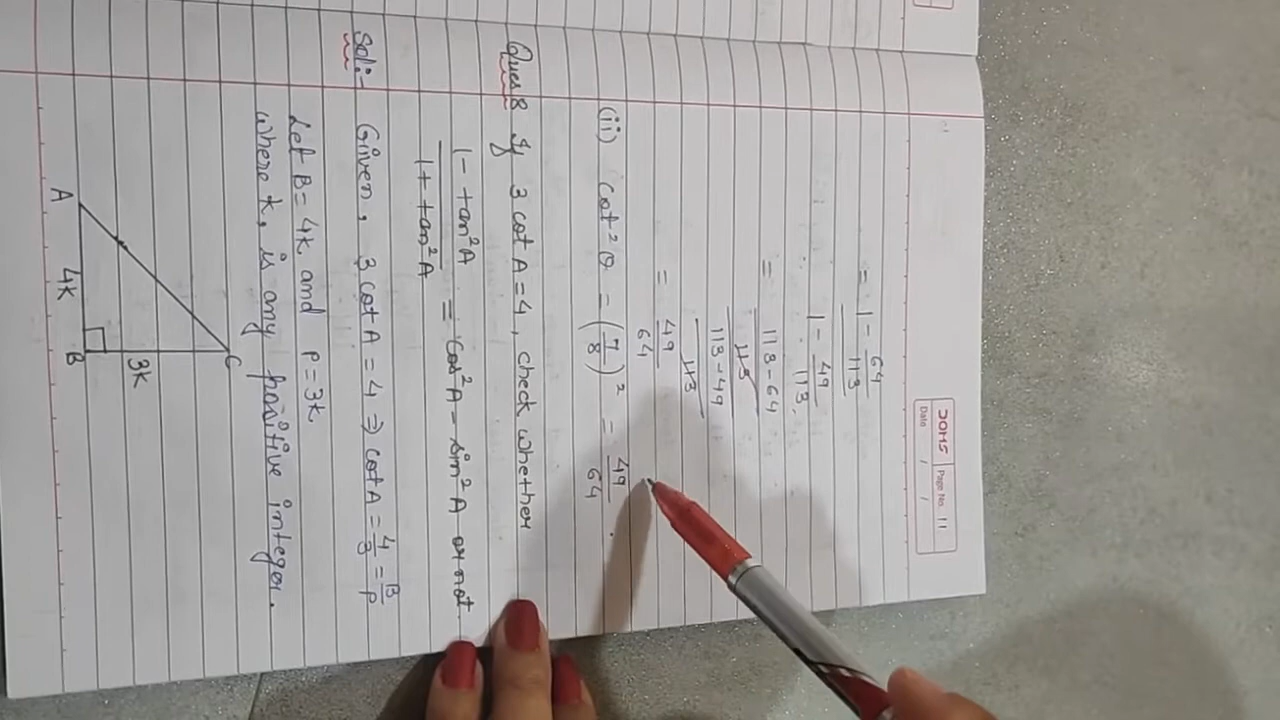 DOMS Page No. 11
Date / /
= 1 - 64/113
1 - 49/113
= 113 - 64
113
113 - 49
113
= 49/64
(ii) cot² θ = (7/8)² = 49/64
Ques 8 If 3 cot A = 4, check whether
1 - tan²A / 1 + tan²A = cos²A - sin²A or not
Sol:- Given, 3 cot A = 4 ⇒ cot A = 4/3 = B/P
Let B = 4k and P = 3k
where k, is any positive integer.
C
3k
A 4k B